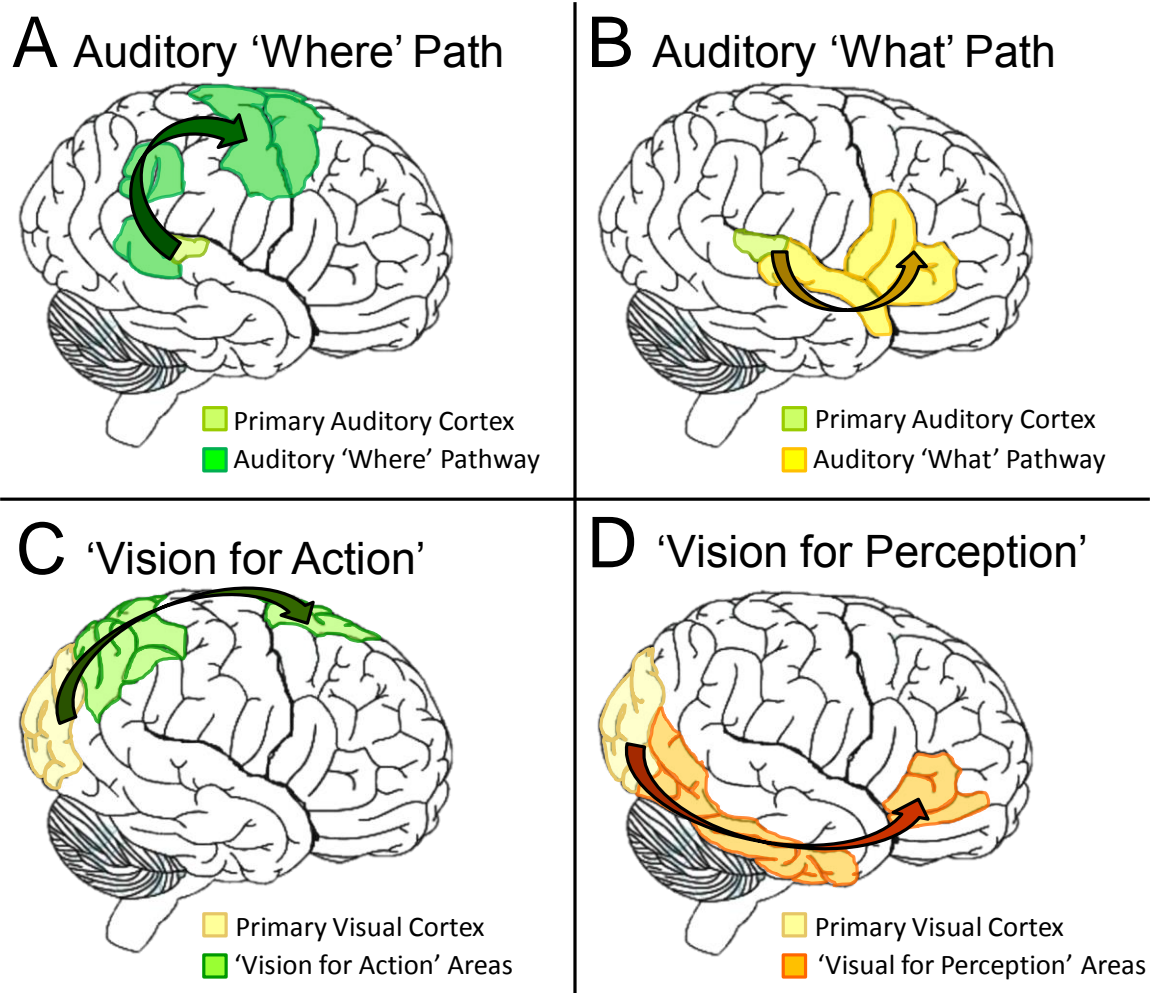 A Auditory ‘Where’ Path
Primary Auditory Cortex
Auditory ‘Where’ Pathway
B Auditory ‘What’ Path
Primary Auditory Cortex
Auditory ‘What’ Pathway
C ‘Vision for Action’
Primary Visual Cortex
‘Vision for Action’ Areas
D ‘Vision for Perception’
Primary Visual Cortex
‘Visual for Perception’ Areas